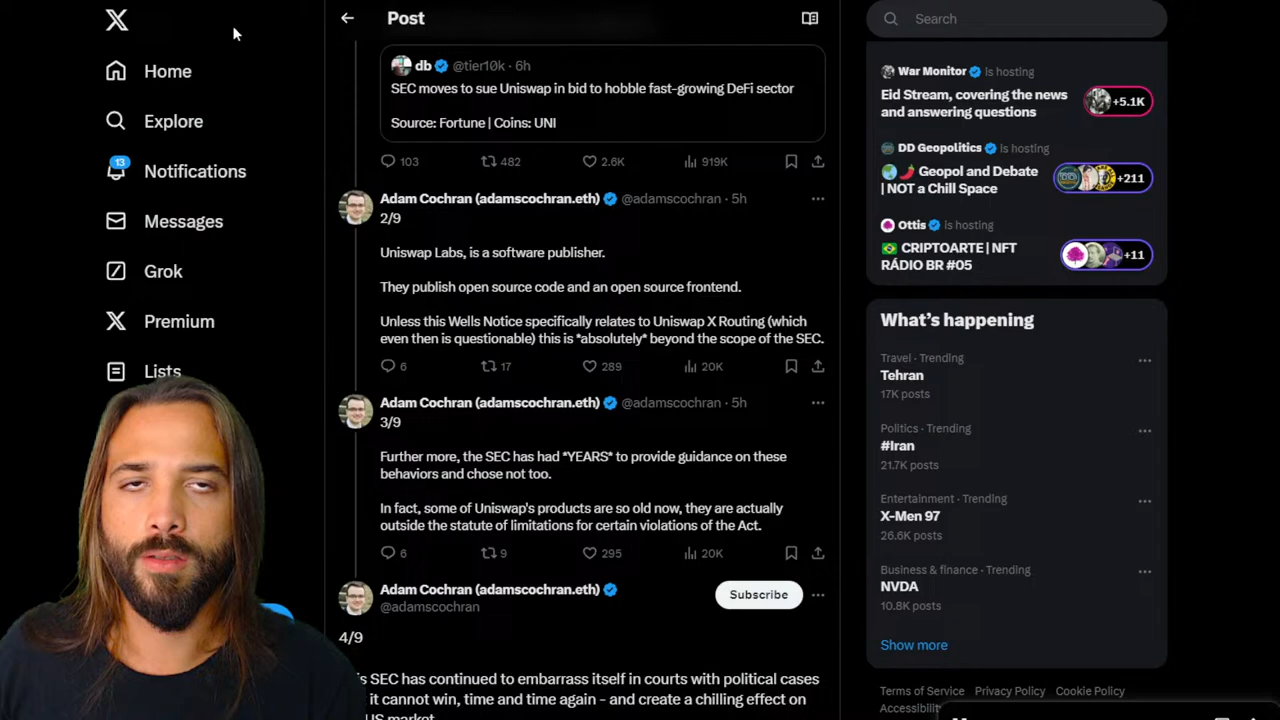 Home
Explore
13
Notifications
Messages
Grok
Premium
Lists
Post
db @tier10k · 6h
SEC moves to sue Uniswap in bid to hobble fast-growing DeFi sector
Source: Fortune | Coins: UNI
103 482 2.6K 919K
Adam Cochran (adamscochran.eth) @adamscochran · 5h
2/9
Uniswap Labs, is a software publisher.
They publish open source code and an open source frontend.
Unless this Wells Notice specifically relates to Uniswap X Routing (which
even then is questionable) this is *absolutely* beyond the scope of the SEC.
6 17 289 20K
Adam Cochran (adamscochran.eth) @adamscochran · 5h
3/9
Further more, the SEC has had *YEARS* to provide guidance on these
behaviors and chose not too.
In fact, some of Uniswap's products are so old now, they are actually
outside the statute of limitations for certain violations of the Act.
6 9 295 20K
Adam Cochran (adamscochran.eth)
@adamscochran
Subscribe
4/9
SEC has continued to embarrass itself in courts with political cases
it cannot win, time and time again – and create a chilling effect on
US market
Search
War Monitor is hosting
Eid Stream, covering the news
and answering questions
+5.1K
DD Geopolitics is hosting
Geopol and Debate
| NOT a Chill Space
+211
Ottis is hosting
CRIPTOARTE | NFT
RÁDIO BR #05
+11
What's happening
Travel · Trending
Tehran
17K posts
Politics · Trending
#Iran
21.7K posts
Entertainment · Trending
X-Men 97
26.6K posts
Business & finance · Trending
NVDA
10.8K posts
Show more
Terms of Service Privacy Policy Cookie Policy